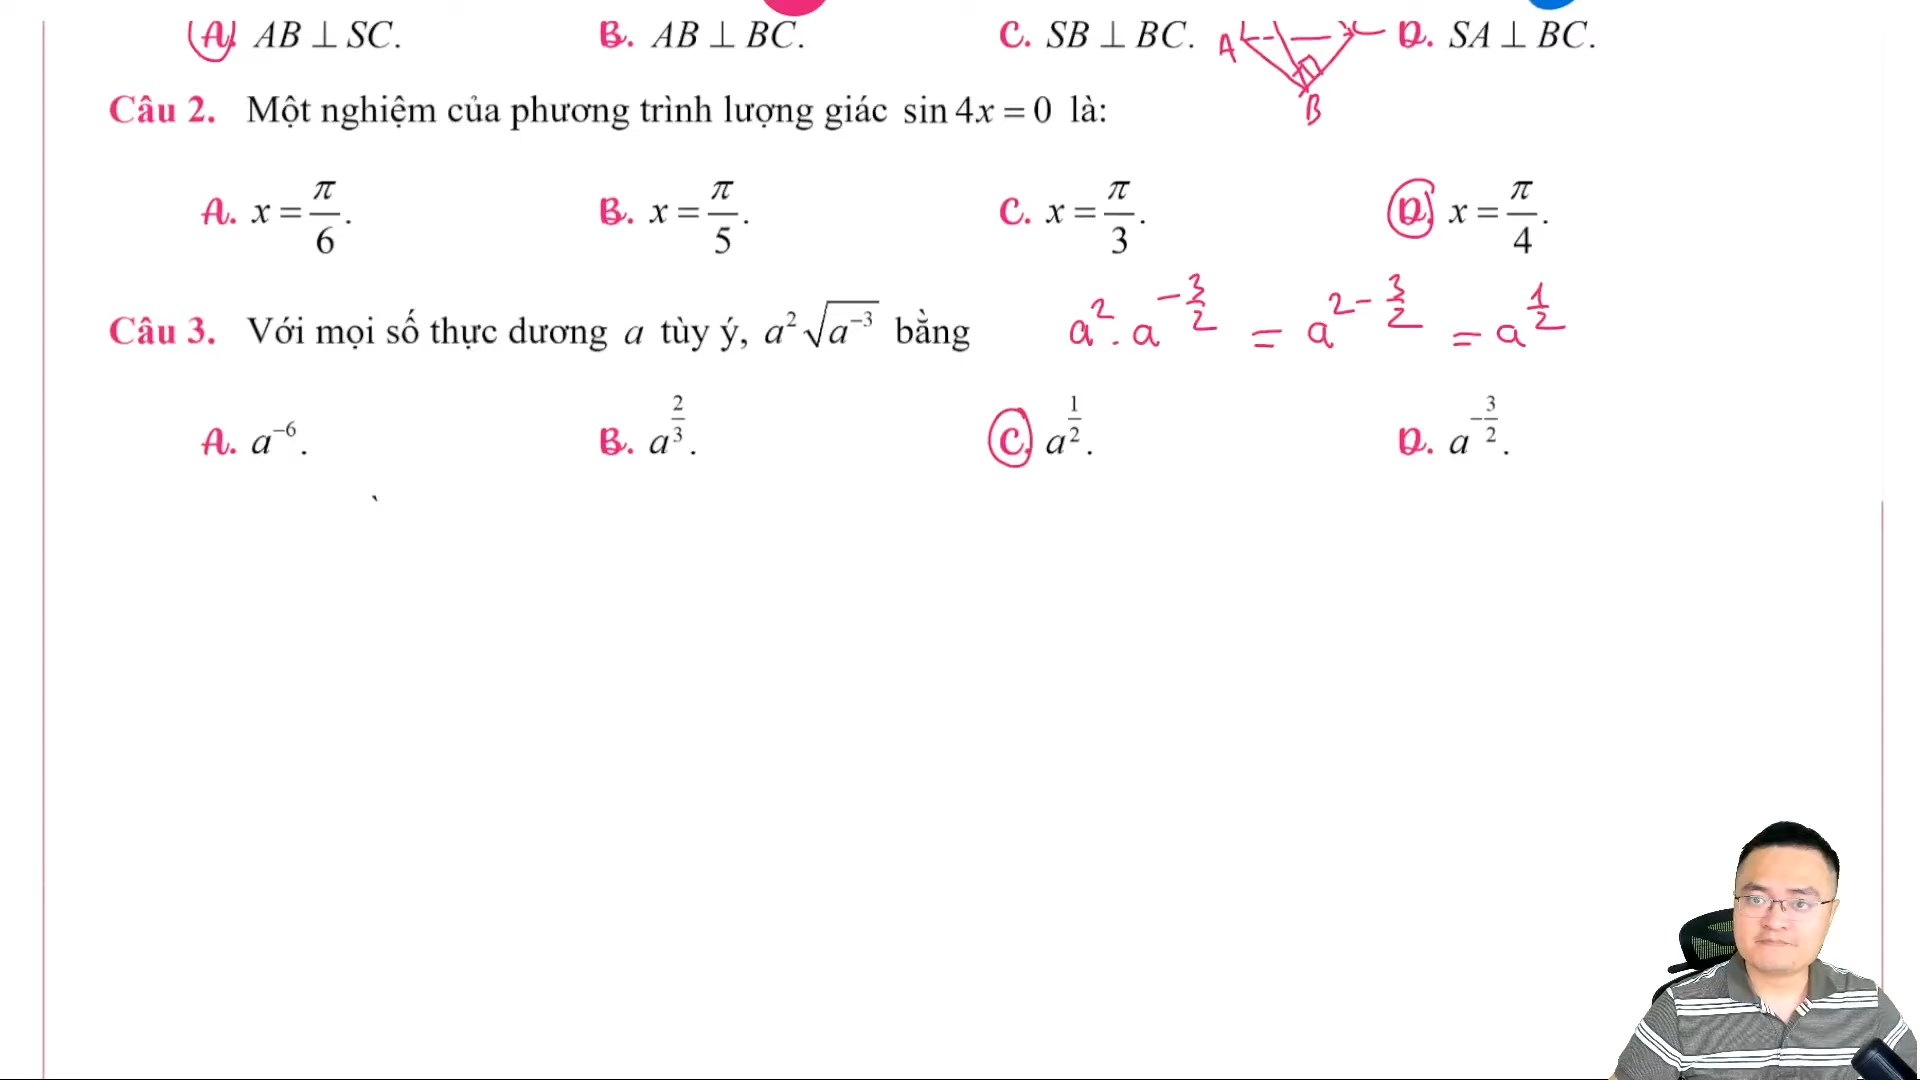 A. AB ⊥ SC. B. AB ⊥ BC. C. SB ⊥ BC. D. SA ⊥ BC.
A C
B
Câu 2. Một nghiệm của phương trình lượng giác sin 4x = 0 là:
A. x = π/6. B. x = π/5. C. x = π/3. D. x = π/4.
Câu 3. Với mọi số thực dương a tùy ý, a²√(a⁻³) bằng a² . a^(-3/2) = a^(2-3/2) = a^(1/2)
A. a⁻⁶. B. a^(2/3). C. a^(1/2). D. a^(-3/2).